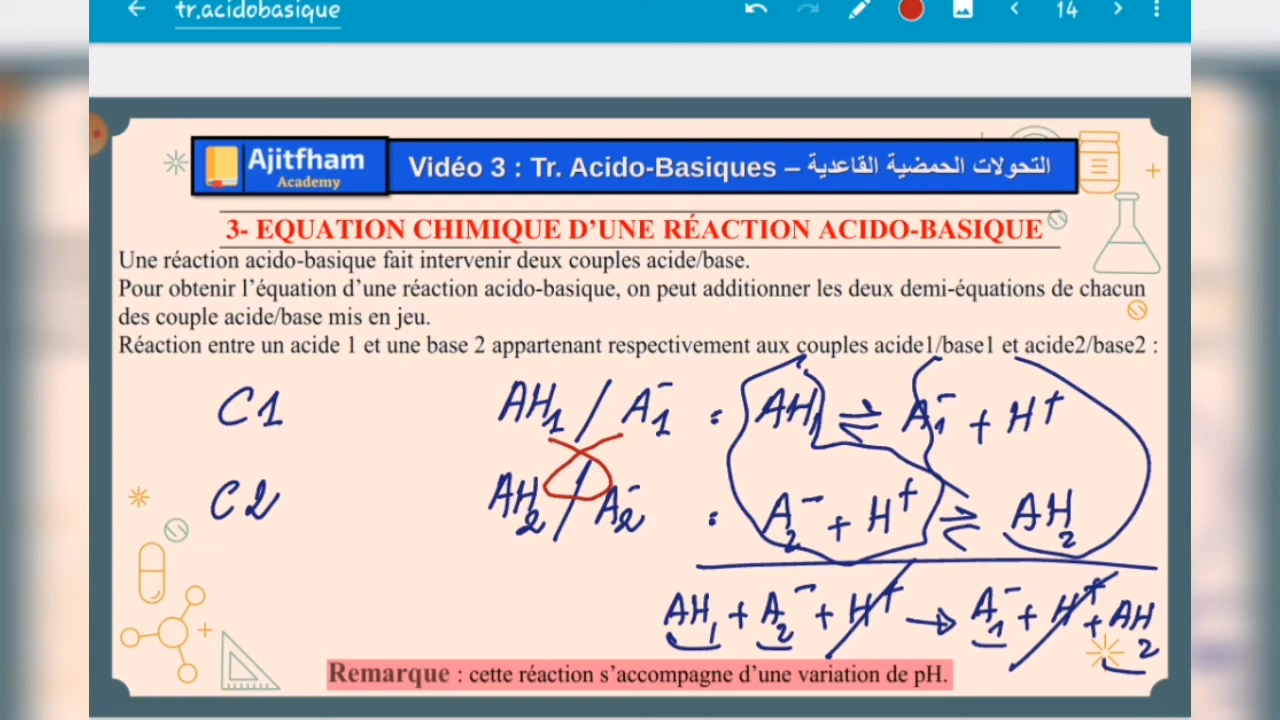 tr.acidobasique
14
Ajitfham
Academy
Vidéo 3 : Tr. Acido-Basiques – التحولات الحمضية القاعدية
3- EQUATION CHIMIQUE D’UNE RÉACTION ACIDO-BASIQUE
Une réaction acido-basique fait intervenir deux couples acide/base.
Pour obtenir l’équation d’une réaction acido-basique, on peut additionner les deux demi-équations de chacun
des couple acide/base mis en jeu.
Réaction entre un acide 1 et une base 2 appartenant respectivement aux couples acide1/base1 et acide2/base2 :
C1 AH₁ / A₁⁻ : AH₁ ⇌ A₁⁻ + H⁺
C2 AH₂ / A₂⁻ : A₂⁻ + H⁺ ⇌ AH₂
AH₁ + A₂⁻ + H⁺ → A₁⁻ + H⁺ + AH₂
Remarque : cette réaction s’accompagne d’une variation de pH.